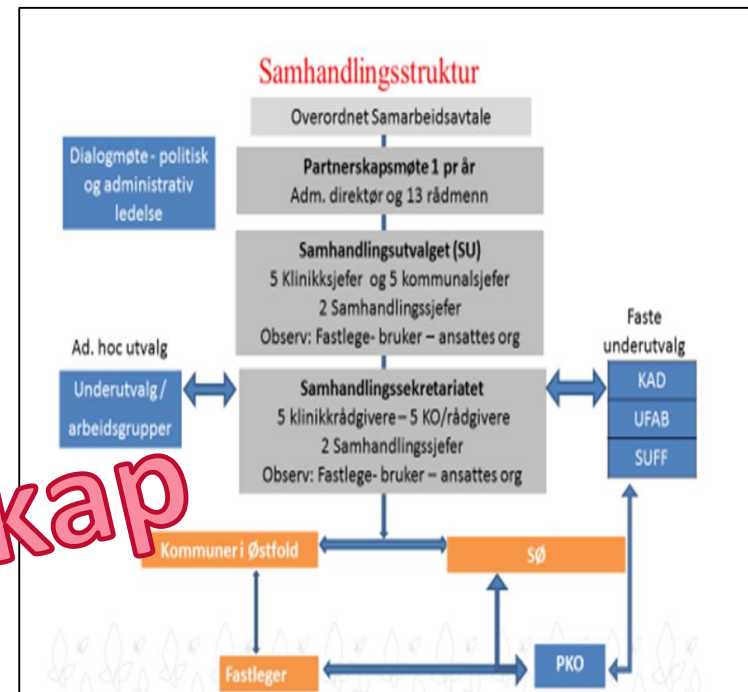 Samhandlingsstruktur
Overordnet Samarbeidsavtale
Dialogmøte - politisk
og administrativ
ledelse
Partnerskapsmøte 1 pr år
Adm. direktør og 13 rådmenn
Samhandlingsutvalget (SU)
5 Klinikksjefer og 5 kommunalsjefer
2 Samhandlingssjefer
Observ: Fastlege- bruker – ansattes org
Ad. hoc utvalg
Underutvalg /
arbeidsgrupper
Samhandlingssekretariatet
5 klinikkrådgivere – 5 KO/rådgivere
2 Samhandlingssjefer
Observ: Fastlege- bruker – ansattes org
Faste
underutvalg
KAD
UFAB
SUFF
kap
Kommuner i Østfold
SØ
Fastleger
PKO